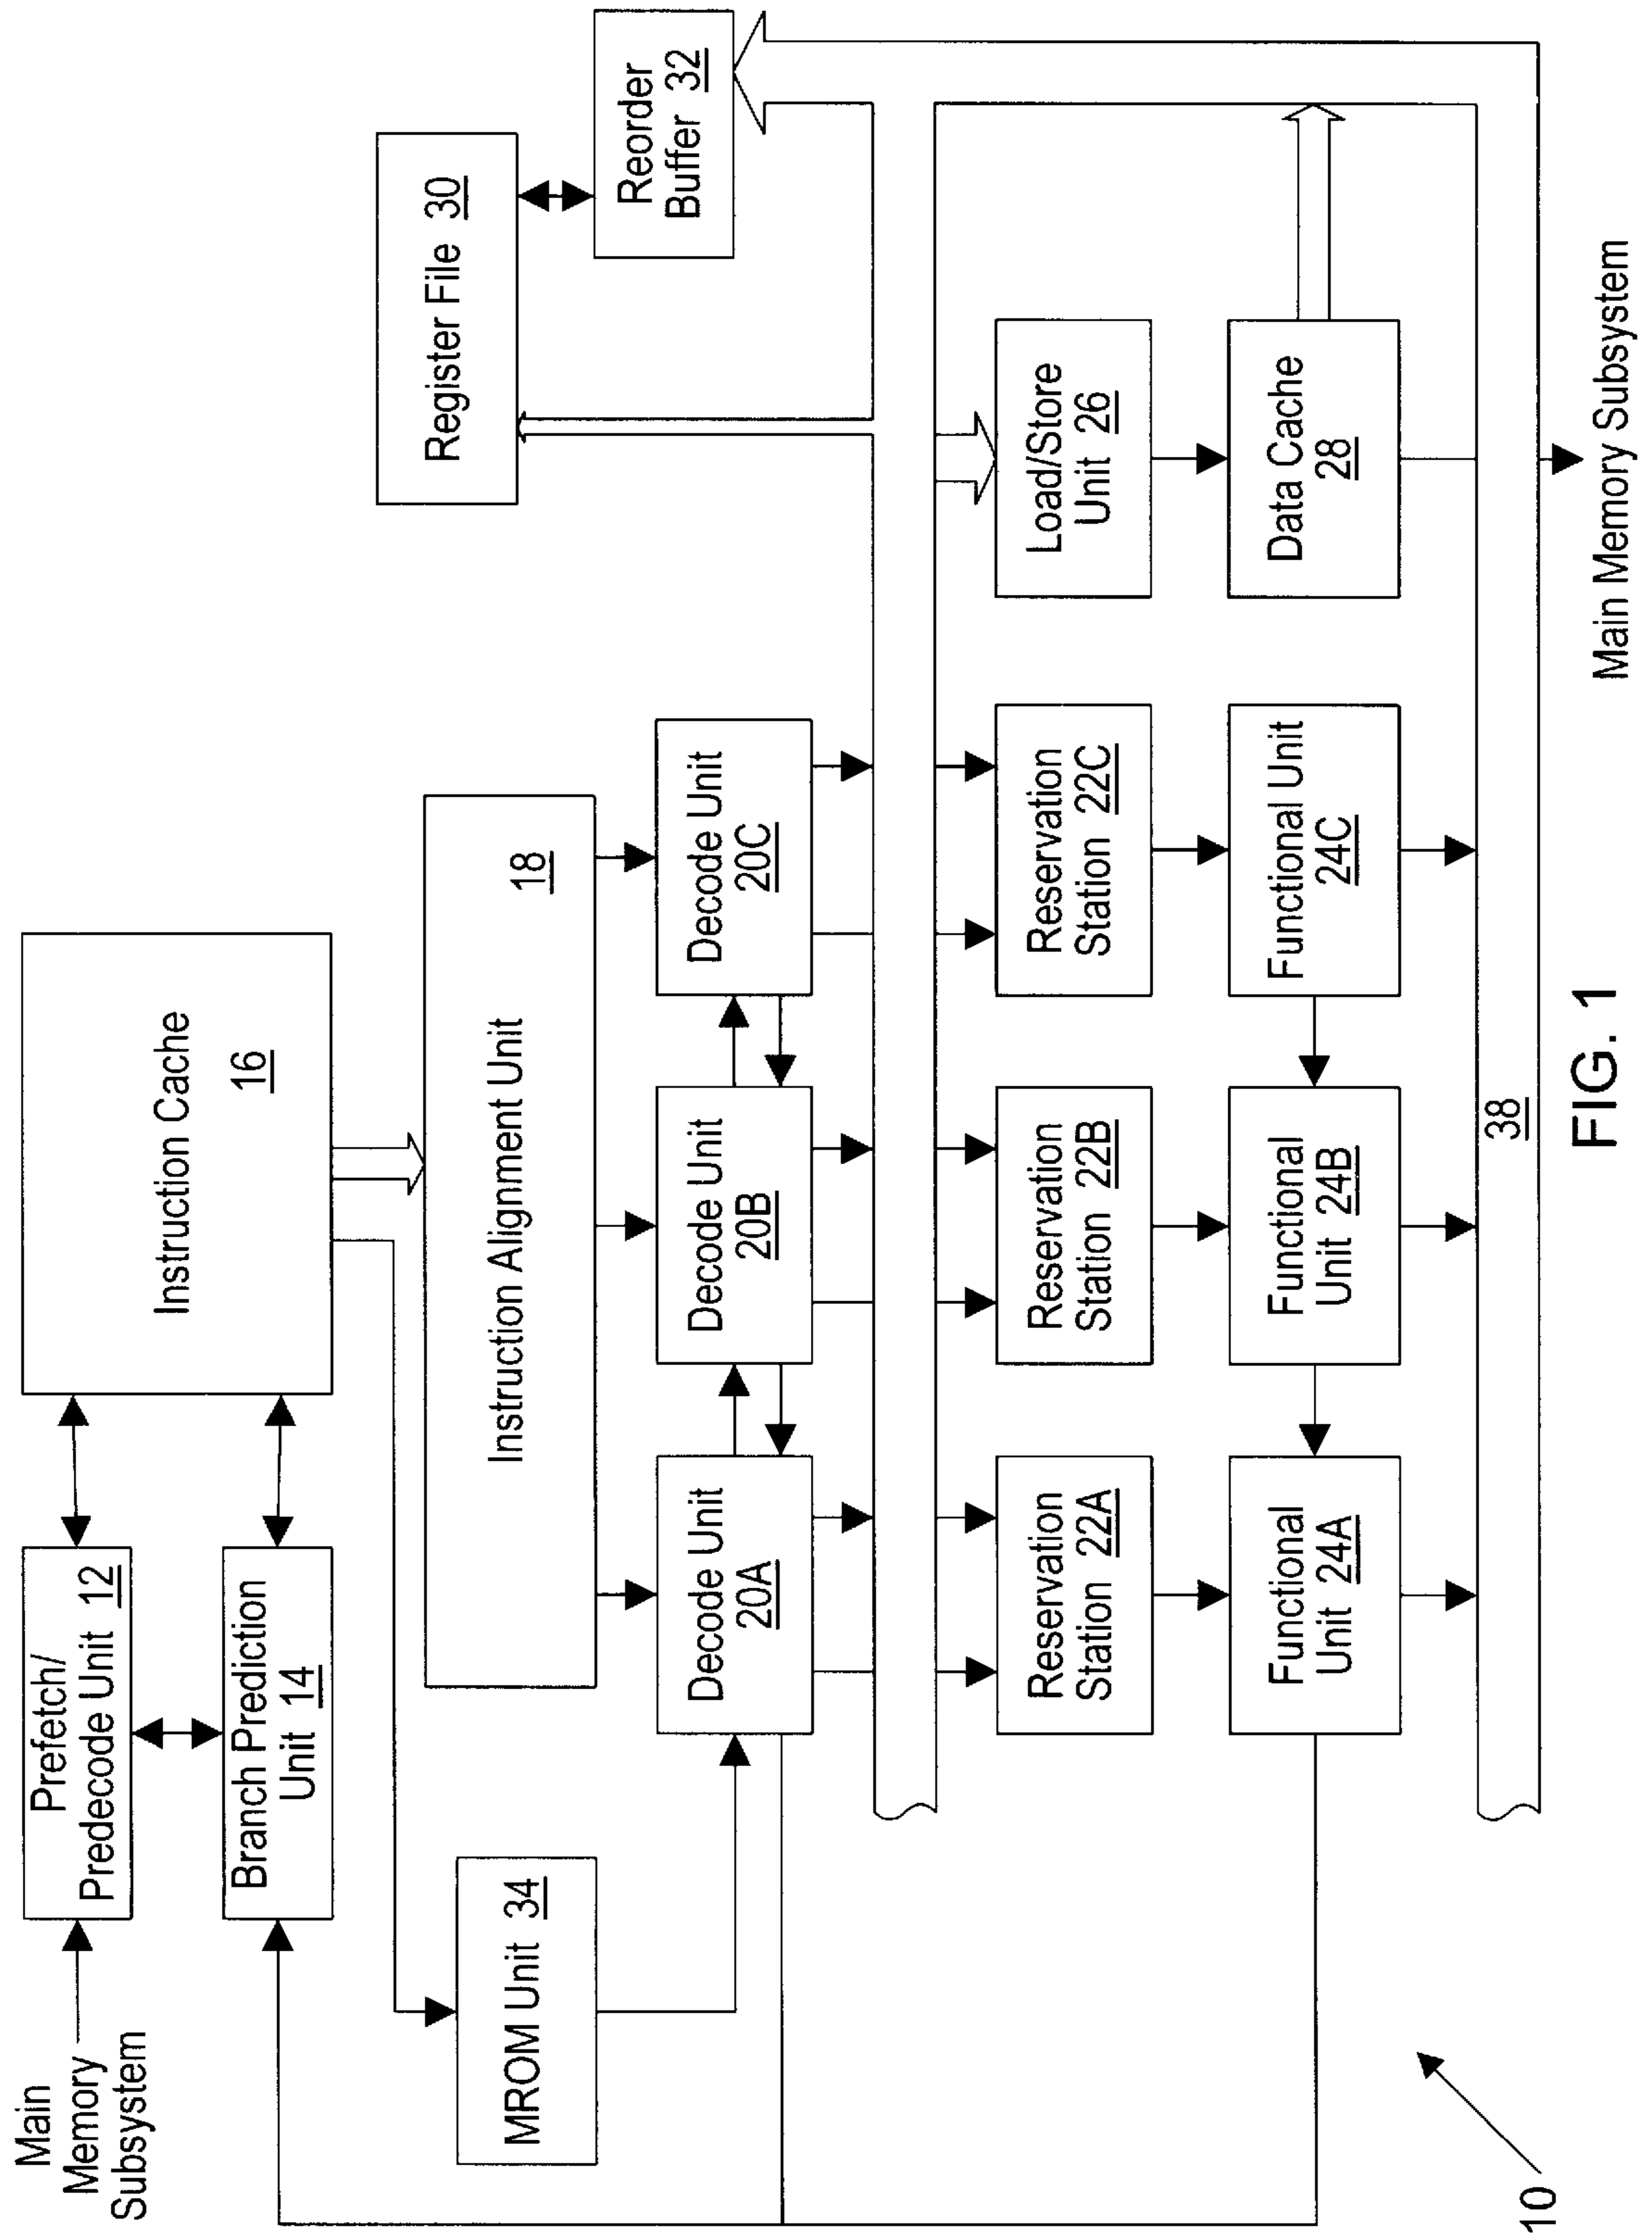 Main
Memory
Subsystem
Prefetch/
Predecode Unit 12
Branch Prediction
Unit 14
Instruction Cache
16
Register File 30
Reorder
Buffer 32
MROM Unit 34
Instruction Alignment Unit
18
Decode Unit
20A
Decode Unit
20B
Decode Unit
20C
Reservation
Station 22A
Reservation
Station 22B
Reservation
Station 22C
Load/Store
Unit 26
Functional
Unit 24A
Functional
Unit 24B
Functional Unit
24C
Data Cache
28
38
Main Memory Subsystem
10
FIG. 1